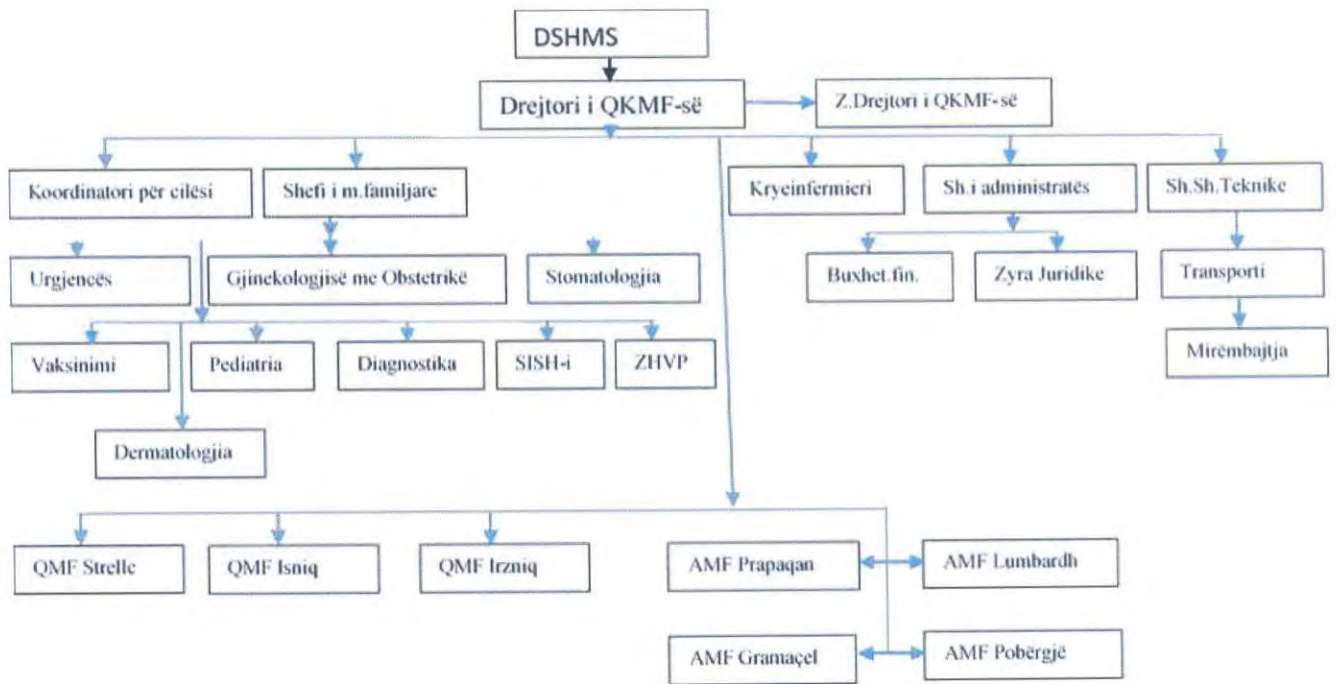 DSHMS
Drejtori i QKMF-së
Z.Drejtori i QKMF-së
Koordinatori për cilësi
Shefi i m.familjare
Kryeinfermieri
Sh.i administratës
Sh.Sh.Teknike
Urgjencës
Gjinekologjisë me Obstetrikë
Stomatologjia
Buxhet.fin.
Zyra Juridike
Transporti
Vaksinimi
Pediatria
Diagnostika
SISH-i
ZHVP
Mirëmbajtja
Dermatologjia
QMF Strellc
QMF Isniq
QMF Irzniq
AMF Prapaqan
AMF Lumbardh
AMF Gramaçel
AMF Pobërgjë